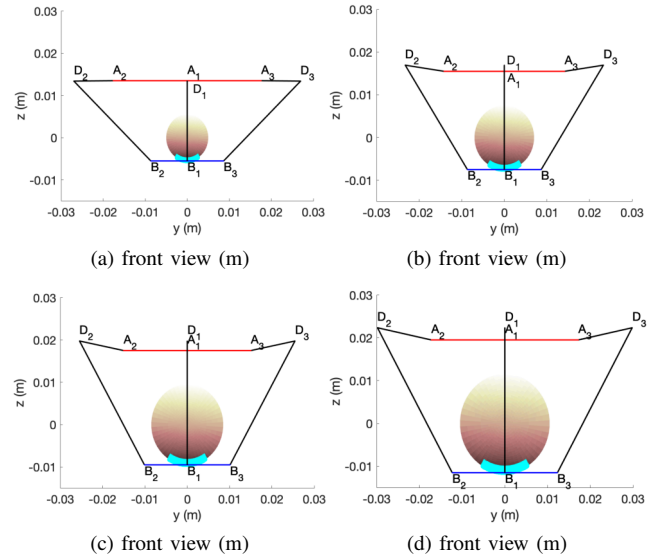 0.03
D₂ A₂ A₁ A₃ D₃
D₁
0.02
0.01
z (m)
0
-0.01
B₂ B₁ B₃
-0.03 -0.02 -0.01 0 0.01 0.02 0.03
y (m)
(a) front view (m)
0.03
D₂ A₂ D₁ A₃ D₃
A₁
0.02
0.01
z (m)
0
-0.01
B₂ B₁ B₃
-0.03 -0.02 -0.01 0 0.01 0.02 0.03
y (m)
(b) front view (m)
0.03
D₂ D₁ D₃
A₂ A₁ A₃
0.02
0.01
z (m)
0
-0.01
B₂ B₁ B₃
-0.03 -0.02 -0.01 0 0.01 0.02 0.03
y (m)
(c) front view (m)
0.03
D₂ D₁ D₃
A₂ A₁ A₃
0.02
0.01
z (m)
0
-0.01
B₂ B₁ B₃
-0.03 -0.02 -0.01 0 0.01 0.02 0.03
y (m)
(d) front view (m)